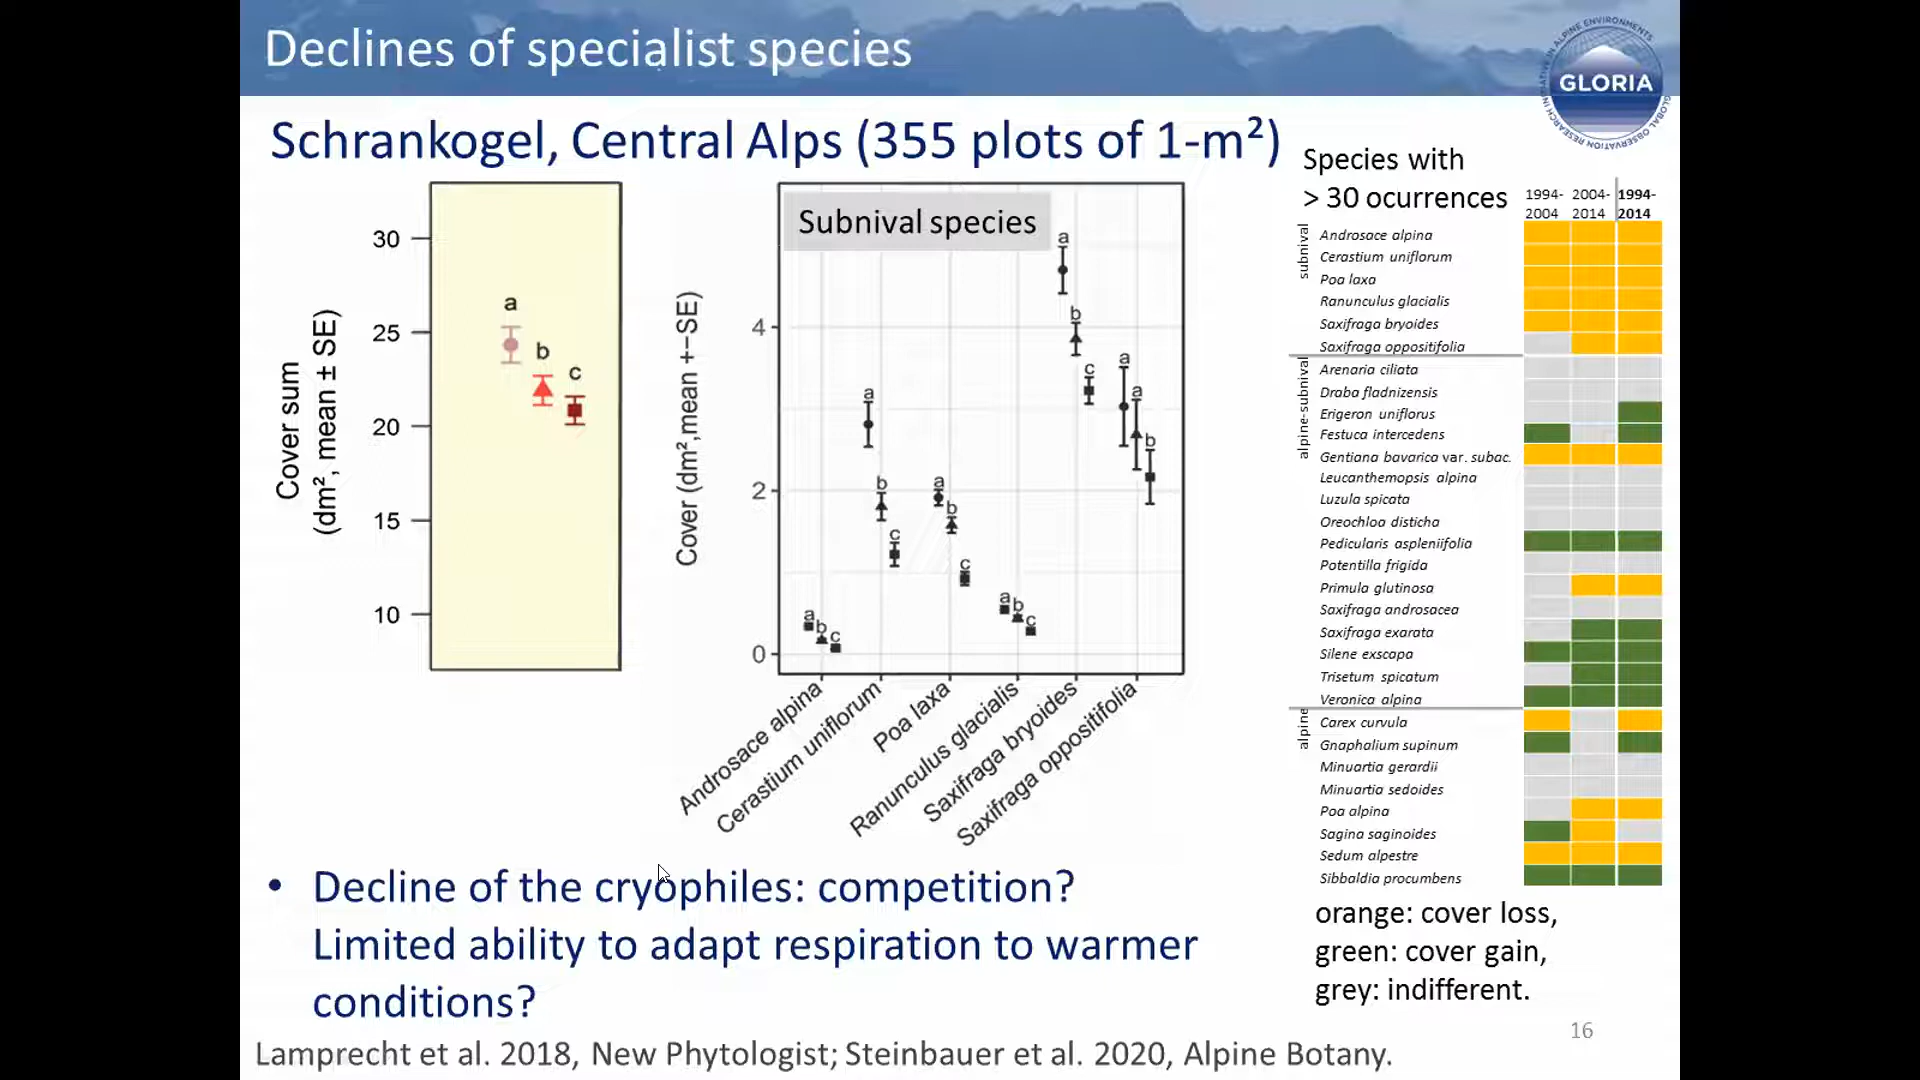 Declines of specialist species
GLORIA
GLOBAL OBSERVATION RESEARCH INITIATIVE IN ALPINE ENVIRONMENTS
Schrankogel, Central Alps (355 plots of 1-m²)
Cover sum
(dm², mean ± SE)
30
25
20
15
10
a
b
c
Cover (dm²,mean +−SE)
Subnival species
4
2
0
a
b
c
a
b
c
a
b
c
a
b
c
a
b
c
a
a
b
Androsace alpina
Cerastium uniflorum
Poa laxa
Ranunculus glacialis
Saxifraga bryoides
Saxifraga oppositifolia
Species with
> 30 ocurrences
1994-2004
2004-2014
1994-2014
subnival
Androsace alpina
Cerastium uniflorum
Poa laxa
Ranunculus glacialis
Saxifraga bryoides
Saxifraga oppositifolia
alpine-subnival
Arenaria ciliata
Draba fladnizensis
Erigeron uniflorus
Festuca intercedens
Gentiana bavarica var. subac.
Leucanthemopsis alpina
Luzula spicata
Oreochloa disticha
Pedicularis aspleniifolia
Potentilla frigida
Primula glutinosa
Saxifraga androsacea
Saxifraga exarata
Silene exscapa
Trisetum spicatum
Veronica alpina
alpine
Carex curvula
Gnaphalium supinum
Minuartia gerardii
Minuartia sedoides
Poa alpina
Sagina saginoides
Sedum alpestre
Sibbaldia procumbens
orange: cover loss,
green: cover gain,
grey: indifferent.
• Decline of the cryophiles: competition?
Limited ability to adapt respiration to warmer
conditions?
16
Lamprecht et al. 2018, New Phytologist; Steinbauer et al. 2020, Alpine Botany.